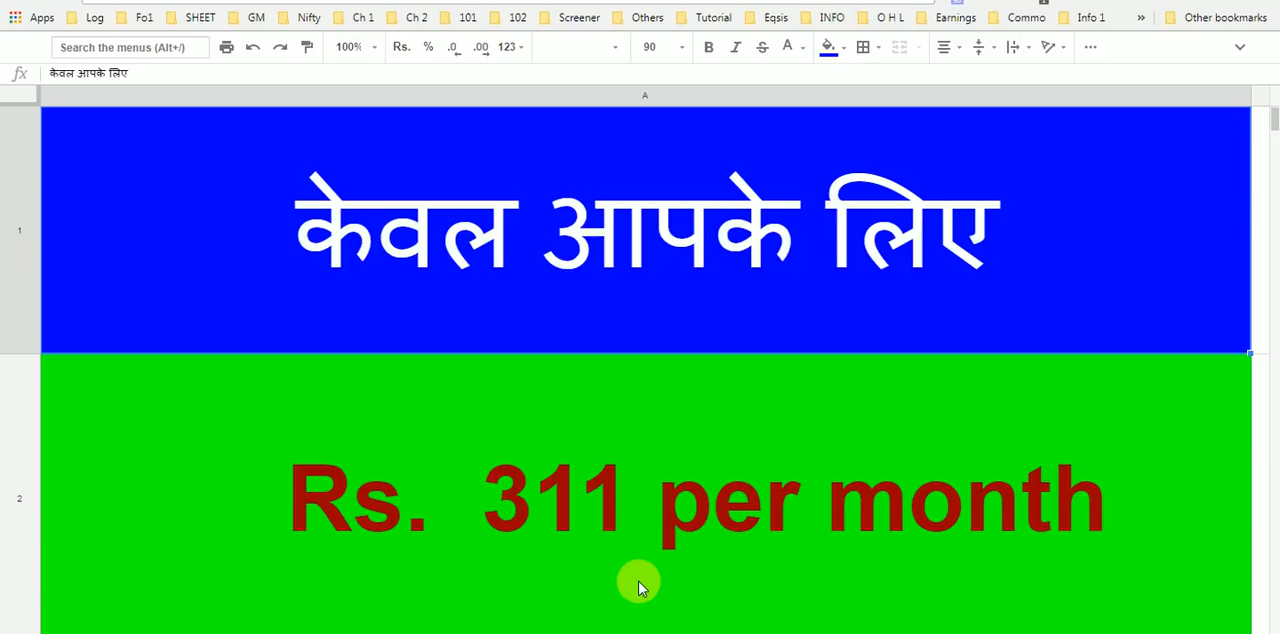 Apps Log Fo1 SHEET GM Nifty Ch 1 Ch 2 101 102 Screener Others Tutorial Eqsis INFO O H L Earnings Commo Info 1 » Other bookmarks
Search the menus (Alt+/) 100% Rs. % .0 .00 123 90 B I S A
fx केवल आपके लिए
A
1 केवल आपके लिए
2 Rs. 311 per month